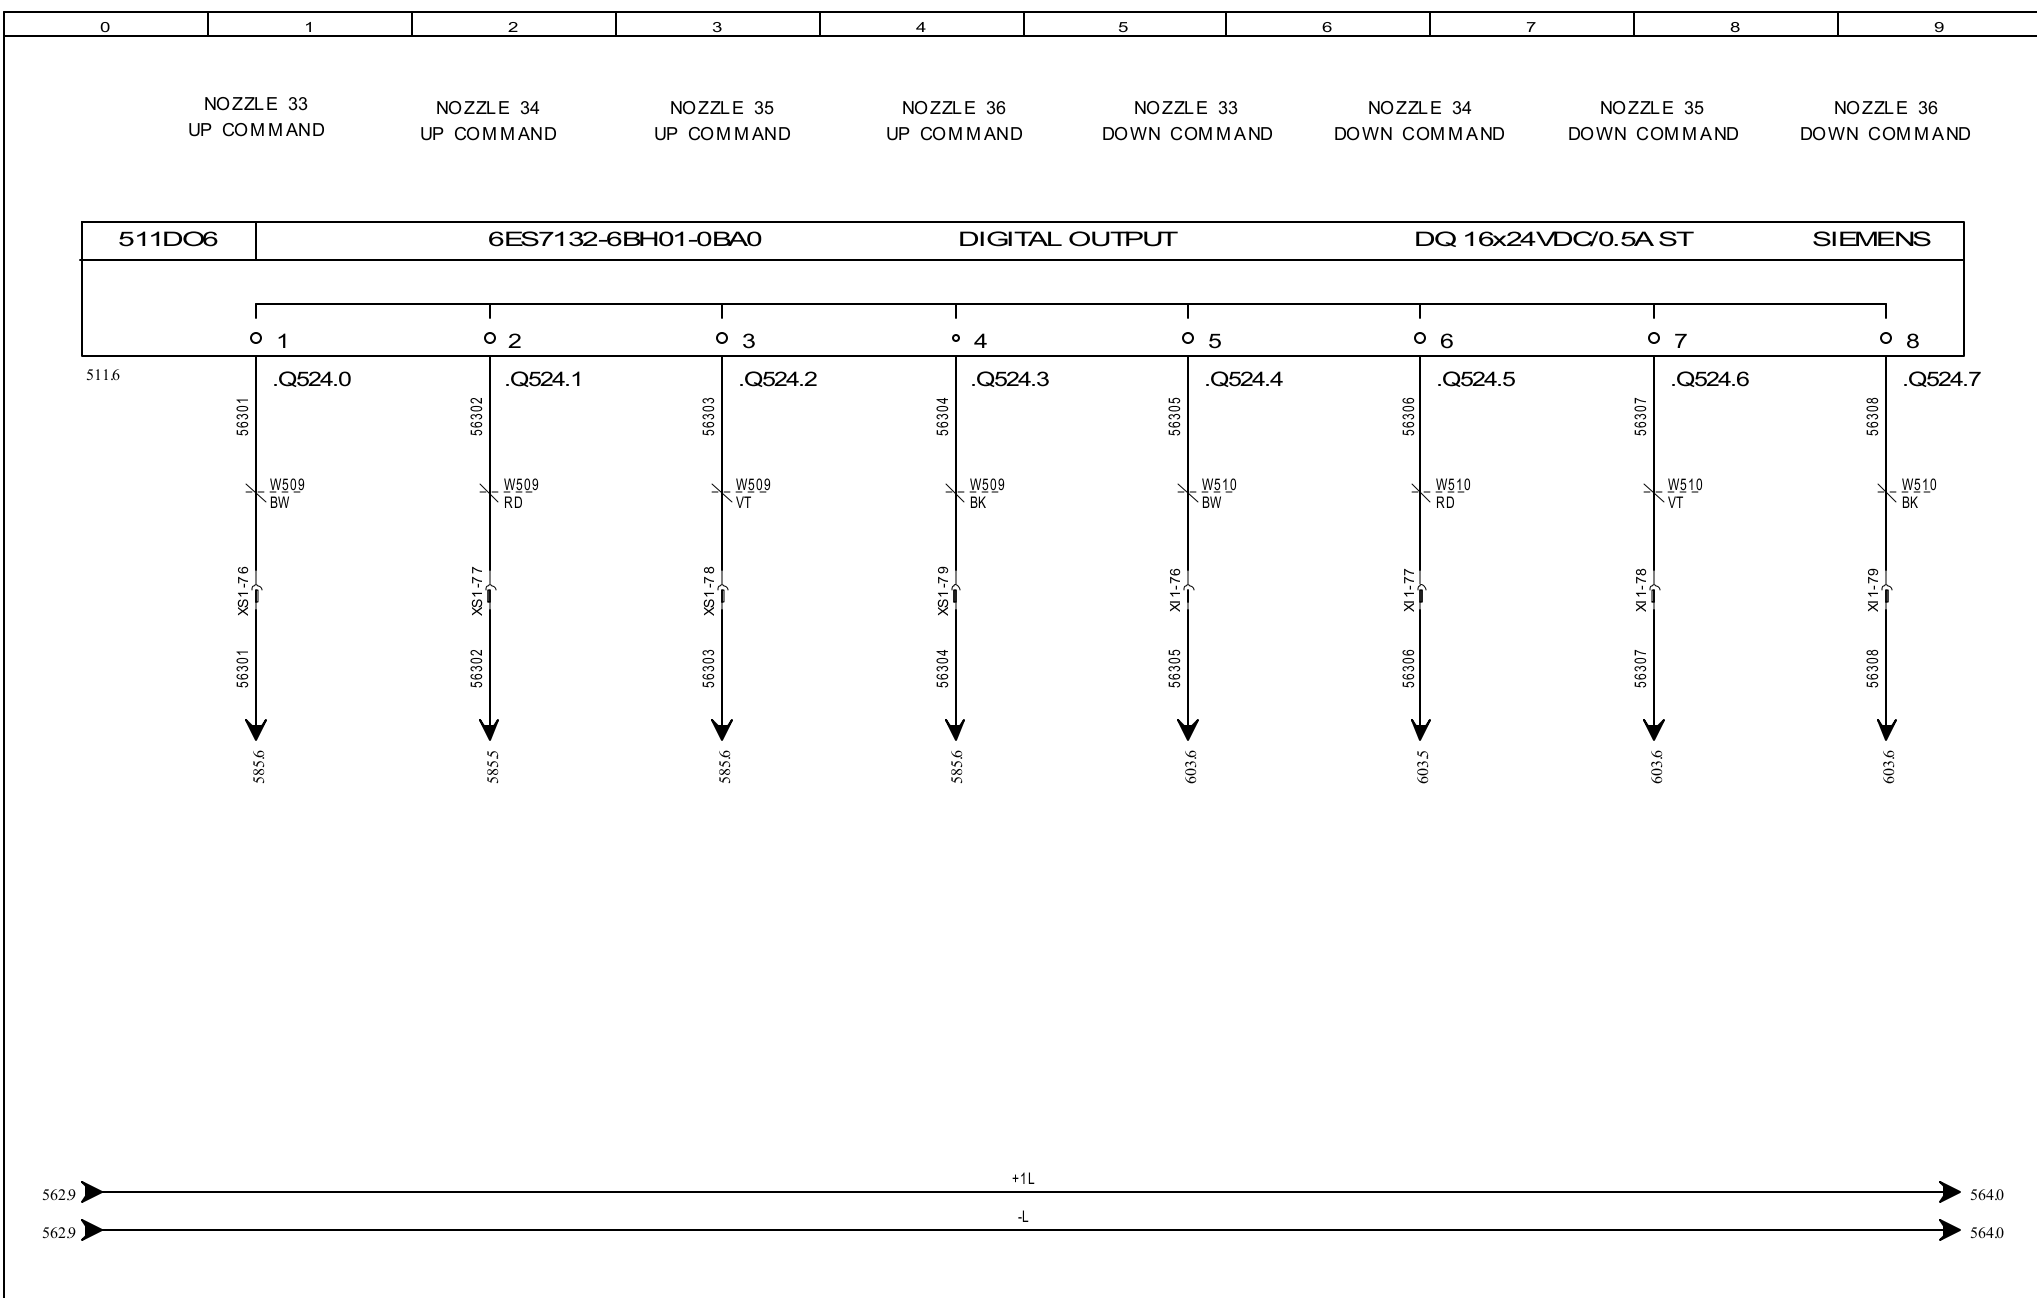 0 1 2 3 4 5 6 7 8 9
NOZZLE 33 NOZZLE 34 NOZZLE 35 NOZZLE 36 NOZZLE 33 NOZZLE 34 NOZZLE 35 NOZZLE 36
UP COMMAND UP COMMAND UP COMMAND UP COMMAND DOWN COMMAND DOWN COMMAND DOWN COMMAND DOWN COMMAND
511DO6 6ES7132-6BH01-0BA0 DIGITAL OUTPUT DQ 16x24VDC/0.5A ST SIEMENS
1 2 3 4 5 6 7 8
511.6 .Q524.0 .Q524.1 .Q524.2 .Q524.3 .Q524.4 .Q524.5 .Q524.6 .Q524.7
56301 56302 56303 56304 56305 56306 56307 56308
W509 W509 W509 W509 W510 W510 W510 W510
BW RD VT BK BW RD VT BK
XS1-76 XS1-77 XS1-78 XS1-79 XI1-76 XI1-77 XI1-78 XI1-79
56301 56302 56303 56304 56305 56306 56307 56308
585.6 585.5 585.6 585.6 603.6 603.5 603.6 603.6
+1L
562.9 564.0
-L
562.9 564.0